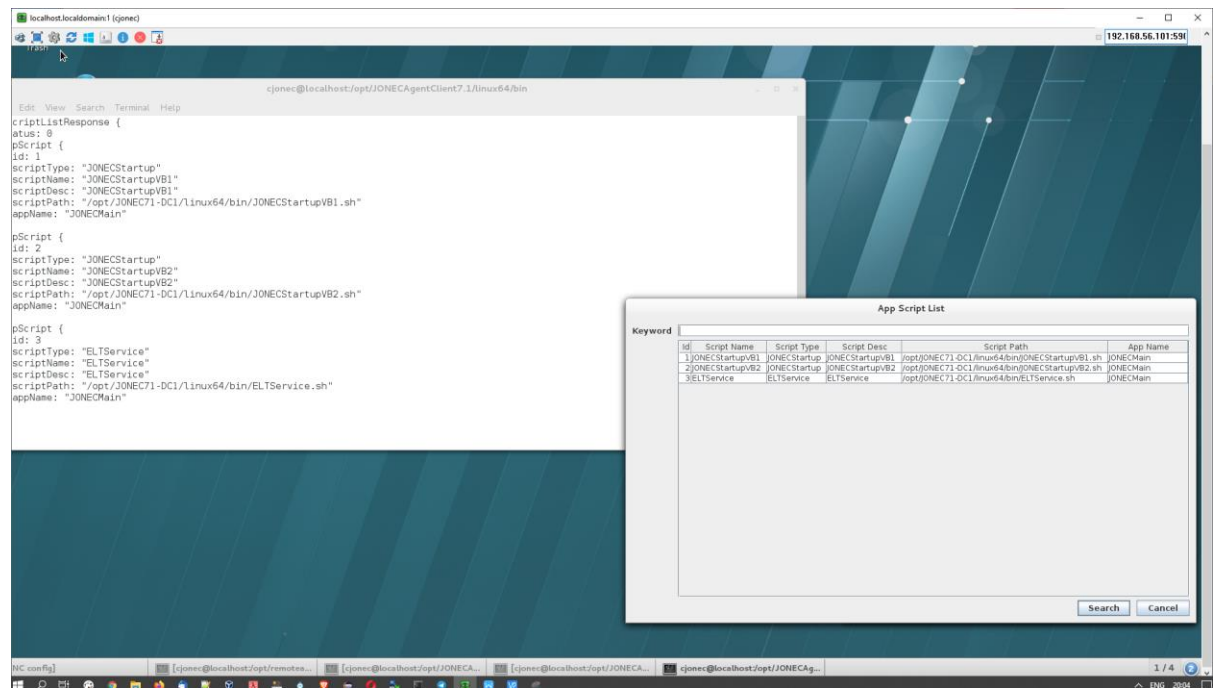 localhost.localdomain:1 (cjonec)
192.168.56.101:590
Trash
cjonec@localhost:/opt/JONECAgentClient7.1/linux64/bin
Edit View Search Terminal Help
criptListResponse {
atus: 0
pScript {
id: 1
scriptType: "JONECStartup"
scriptName: "JONECStartupVB1"
scriptDesc: "JONECStartupVB1"
scriptPath: "/opt/JONEC71-DC1/linux64/bin/JONECStartupVB1.sh"
appName: "JONECMain"
pScript {
id: 2
scriptType: "JONECStartup"
scriptName: "JONECStartupVB2"
scriptDesc: "JONECStartupVB2"
scriptPath: "/opt/JONEC71-DC1/linux64/bin/JONECStartupVB2.sh"
appName: "JONECMain"
pScript {
id: 3
scriptType: "ELTService"
scriptName: "ELTService"
scriptDesc: "ELTService"
scriptPath: "/opt/JONEC71-DC1/linux64/bin/ELTService.sh"
appName: "JONECMain"
App Script List
Keyword
Id Script Name Script Type Script Desc Script Path App Name
1 JONECStartupVB1 JONECStartup JONECStartupVB1 /opt/JONEC71-DC1/linux64/bin/JONECStartupVB1.sh JONECMain
2 JONECStartupVB2 JONECStartup JONECStartupVB2 /opt/JONEC71-DC1/linux64/bin/JONECStartupVB2.sh JONECMain
3 ELTService ELTService ELTService /opt/JONEC71-DC1/linux64/bin/ELTService.sh JONECMain
Search Cancel
NC config] [cjonec@localhost:/opt/remotea... [cjonec@localhost:/opt/JONECA... [cjonec@localhost:/opt/JONECA... cjonec@localhost:/opt/JONECAg... 1 / 4
ENG 20:04